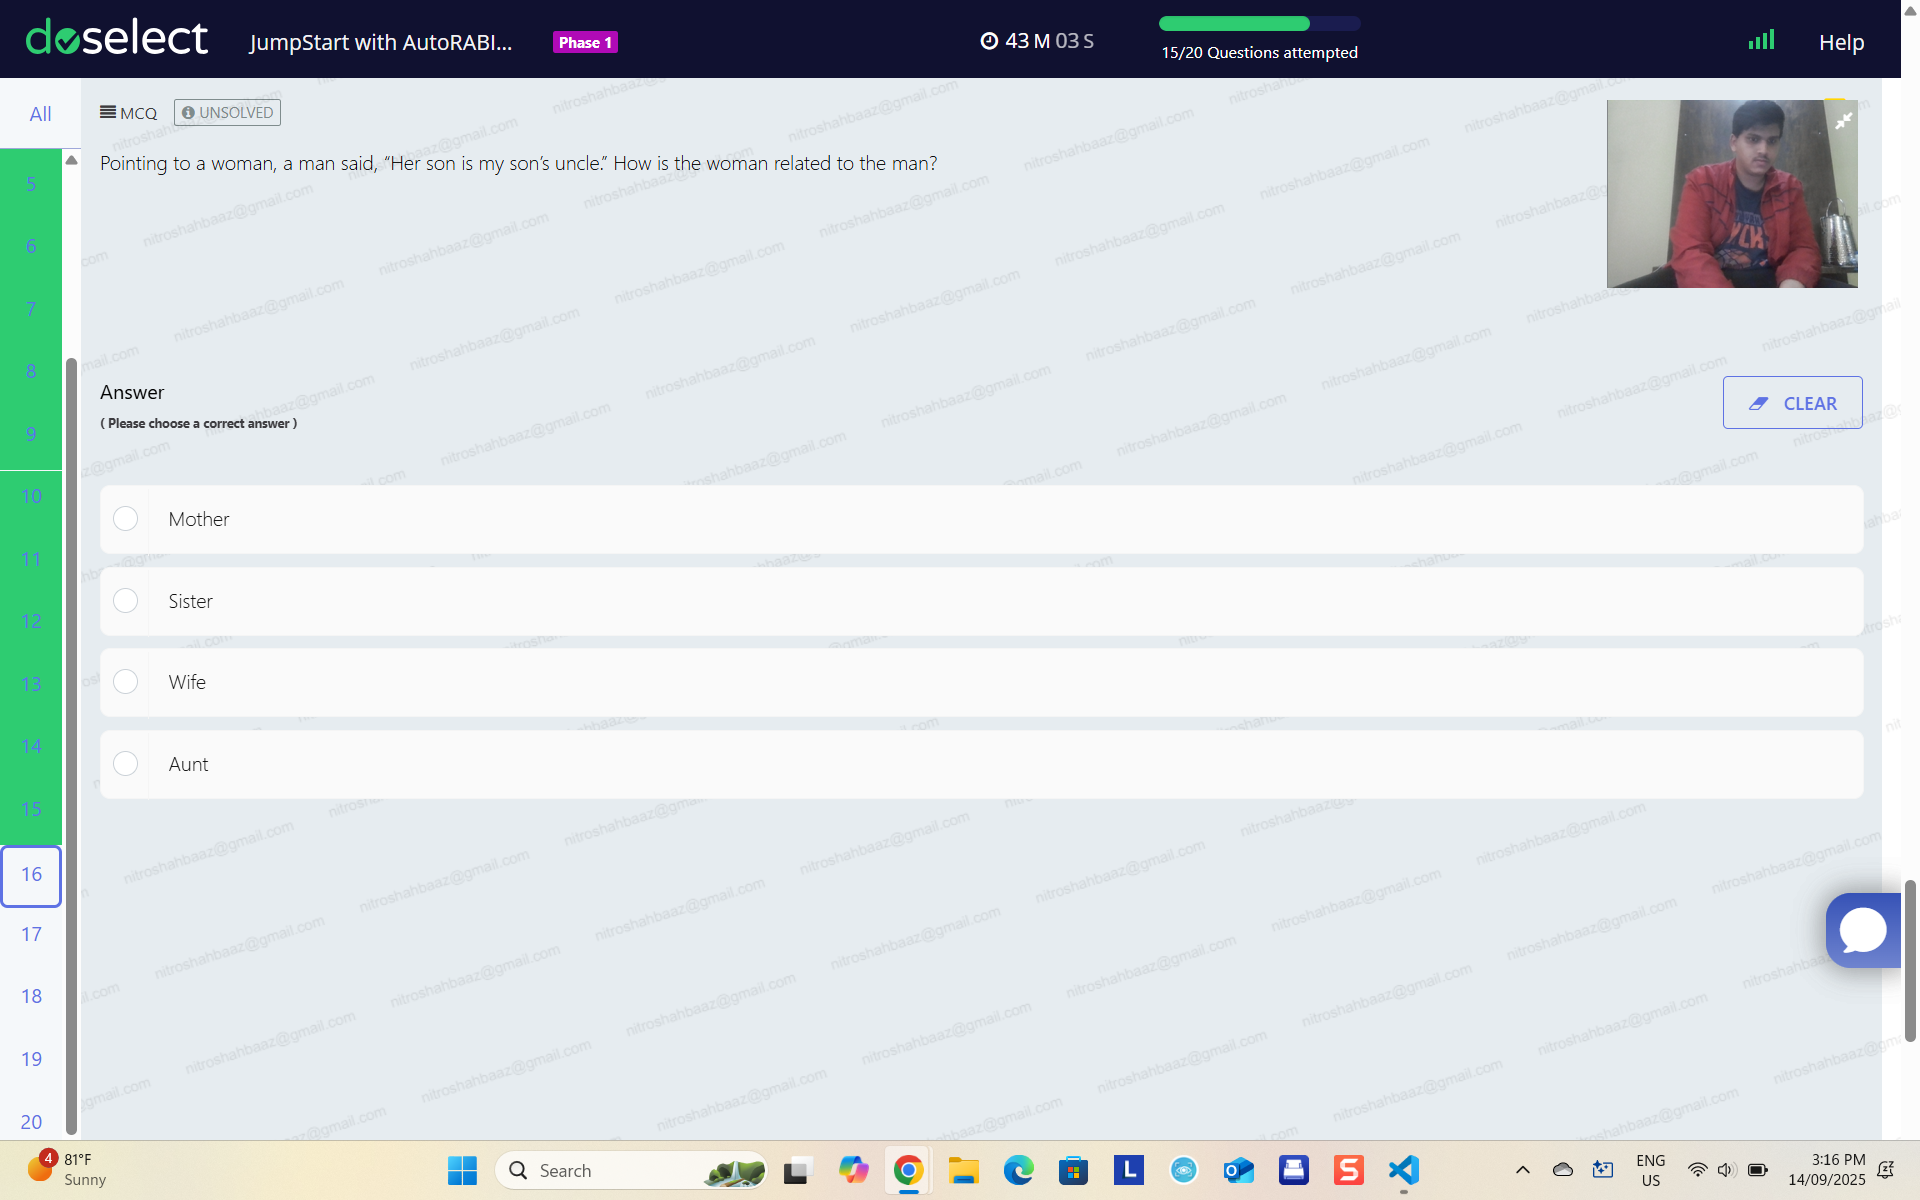 doselect
JumpStart with AutoRABI...
Phase 1
43 M 03 S
15/20 Questions attempted
Help
All
MCQ
UNSOLVED
Pointing to a woman, a man said, “Her son is my son’s uncle.” How is the woman related to the man?
5
6
7
8
9
10
11
12
13
14
15
16
17
18
19
20
Answer
( Please choose a correct answer )
CLEAR
Mother
Sister
Wife
Aunt
nitroshahbaaz@gmail.com
4
81°F
Sunny
Search
L
S
ENG
US
3:16 PM
14/09/2025